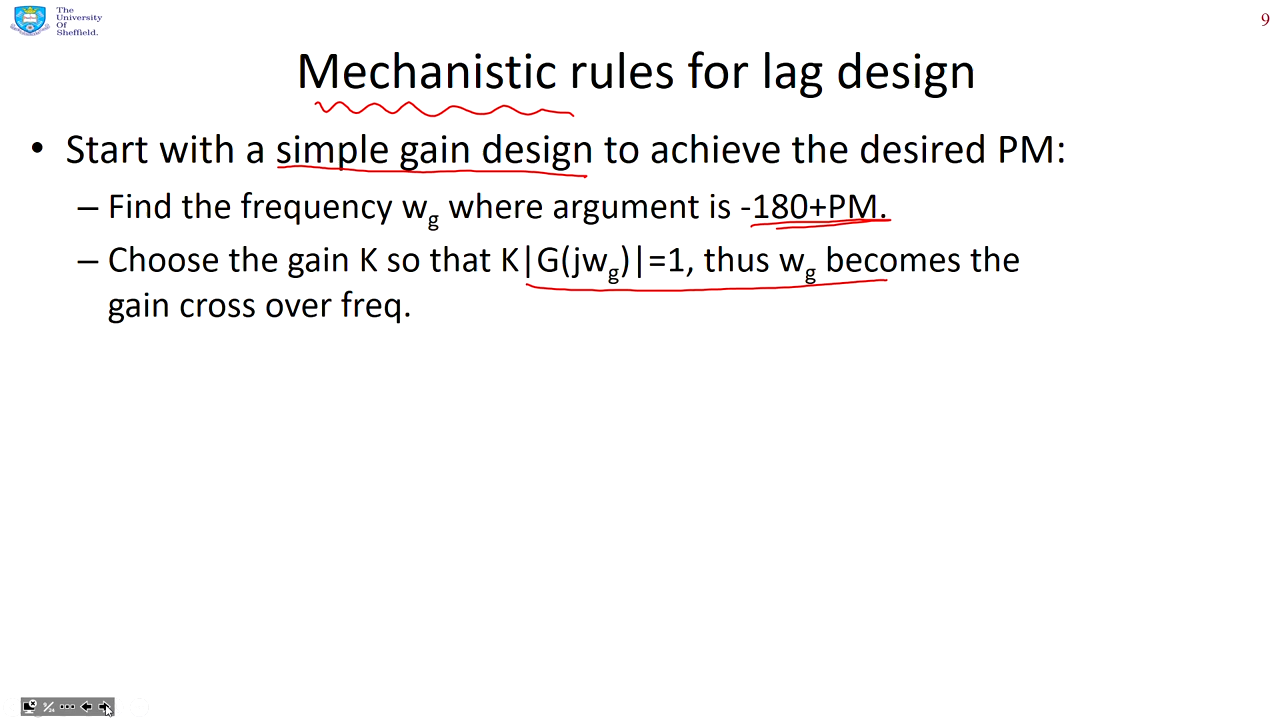 The
University
Of
Sheffield.
9
Mechanistic rules for lag design
• Start with a simple gain design to achieve the desired PM:
– Find the frequency wg where argument is -180+PM.
– Choose the gain K so that K|G(jwg)|=1, thus wg becomes the
gain cross over freq.